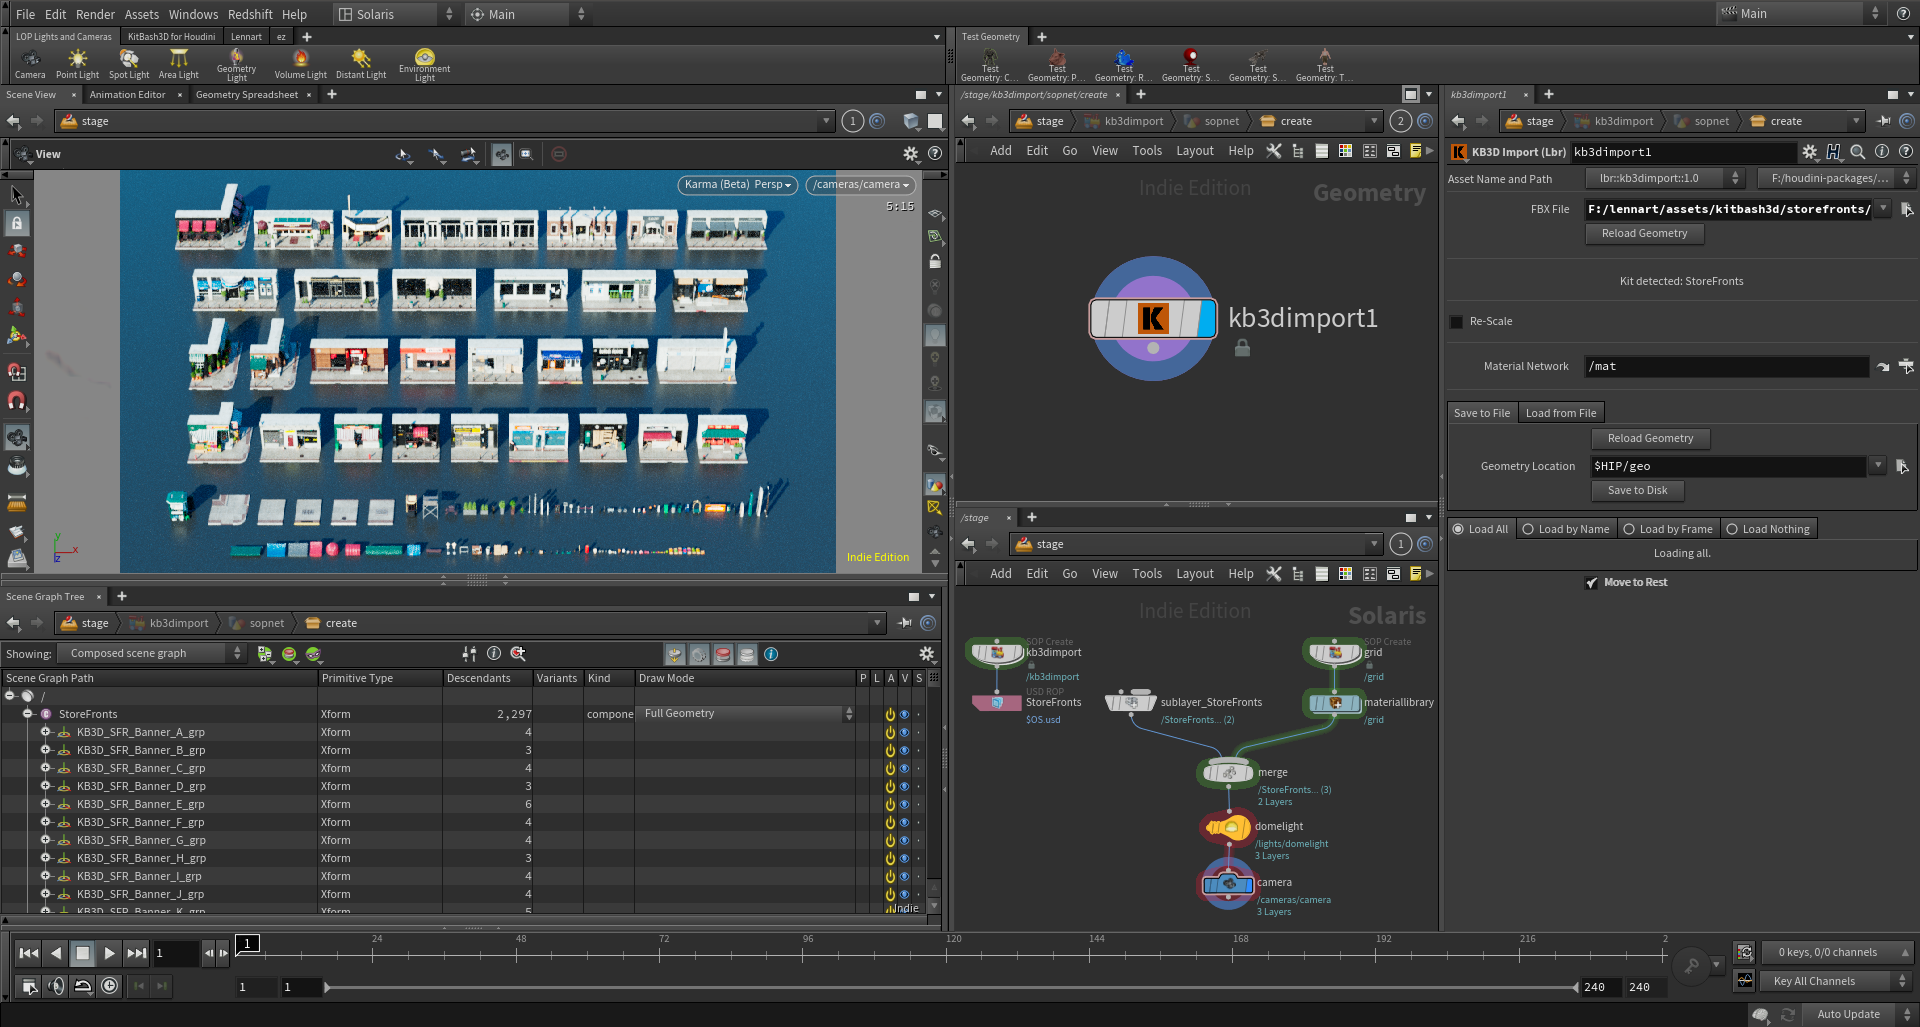 File Edit Render Assets Windows Redshift Help Solaris Main Main
LOP Lights and Cameras KitBash3D for Houdini Lennart ez
Camera Point Light Spot Light Area Light Geometry Light Volume Light Distant Light Environment Light
Test Geometry
Test Geometry: C... Test Geometry: P... Test Geometry: R... Test Geometry: S... Test Geometry: S... Test Geometry: T...
Scene View Animation Editor Geometry Spreadsheet
stage 1
View
Karma (Beta) Persp /cameras/camera
5:15
Indie Edition
/stage/kb3dimport/sopnet/create
stage kb3dimport sopnet create 2
Add Edit Go View Tools Layout Help
Indie Edition Geometry
kb3dimport1
kb3dimport1
stage kb3dimport sopnet create
KB3D Import (Lbr) kb3dimport1
Asset Name and Path lbr::kb3dimport::1.0 F:/houdini-packages/...
FBX File F:/lennart/assets/kitbash3d/storefronts/
Reload Geometry
Kit detected: StoreFronts
Re-Scale
Material Network /mat
Save to File Load from File
Reload Geometry
Geometry Location $HIP/geo
Save to Disk
Load All Load by Name Load by Frame Load Nothing
Loading all.
Move to Rest
/stage
stage 1
Add Edit Go View Tools Layout Help
Indie Edition Solaris
SOP Create
kb3dimport
/kb3dimport
USD ROP
StoreFronts
$OS.usd
sublayer_StoreFronts
/StoreFronts... (2)
SOP Create
grid
/grid
materiallibrary
/grid
merge
/StoreFronts... (3)
2 Layers
domelight
/lights/domelight
3 Layers
camera
/cameras/camera
3 Layers
Scene Graph Tree
stage kb3dimport sopnet create
Showing: Composed scene graph
Scene Graph Path Primitive Type Descendants Variants Kind Draw Mode P L A V S
/
StoreFronts Xform 2,297 compone Full Geometry
KB3D_SFR_Banner_A_grp Xform 4
KB3D_SFR_Banner_B_grp Xform 3
KB3D_SFR_Banner_C_grp Xform 4
KB3D_SFR_Banner_D_grp Xform 3
KB3D_SFR_Banner_E_grp Xform 6
KB3D_SFR_Banner_F_grp Xform 4
KB3D_SFR_Banner_G_grp Xform 4
KB3D_SFR_Banner_H_grp Xform 3
KB3D_SFR_Banner_I_grp Xform 4
KB3D_SFR_Banner_J_grp Xform 4
KB3D_SFR_Banner_K_grp Xform 5
Indie
1 1 24 48 72 96 120 144 168 192 216 2
0 keys, 0/0 channels
1 1 240 240
Key All Channels
Auto Update